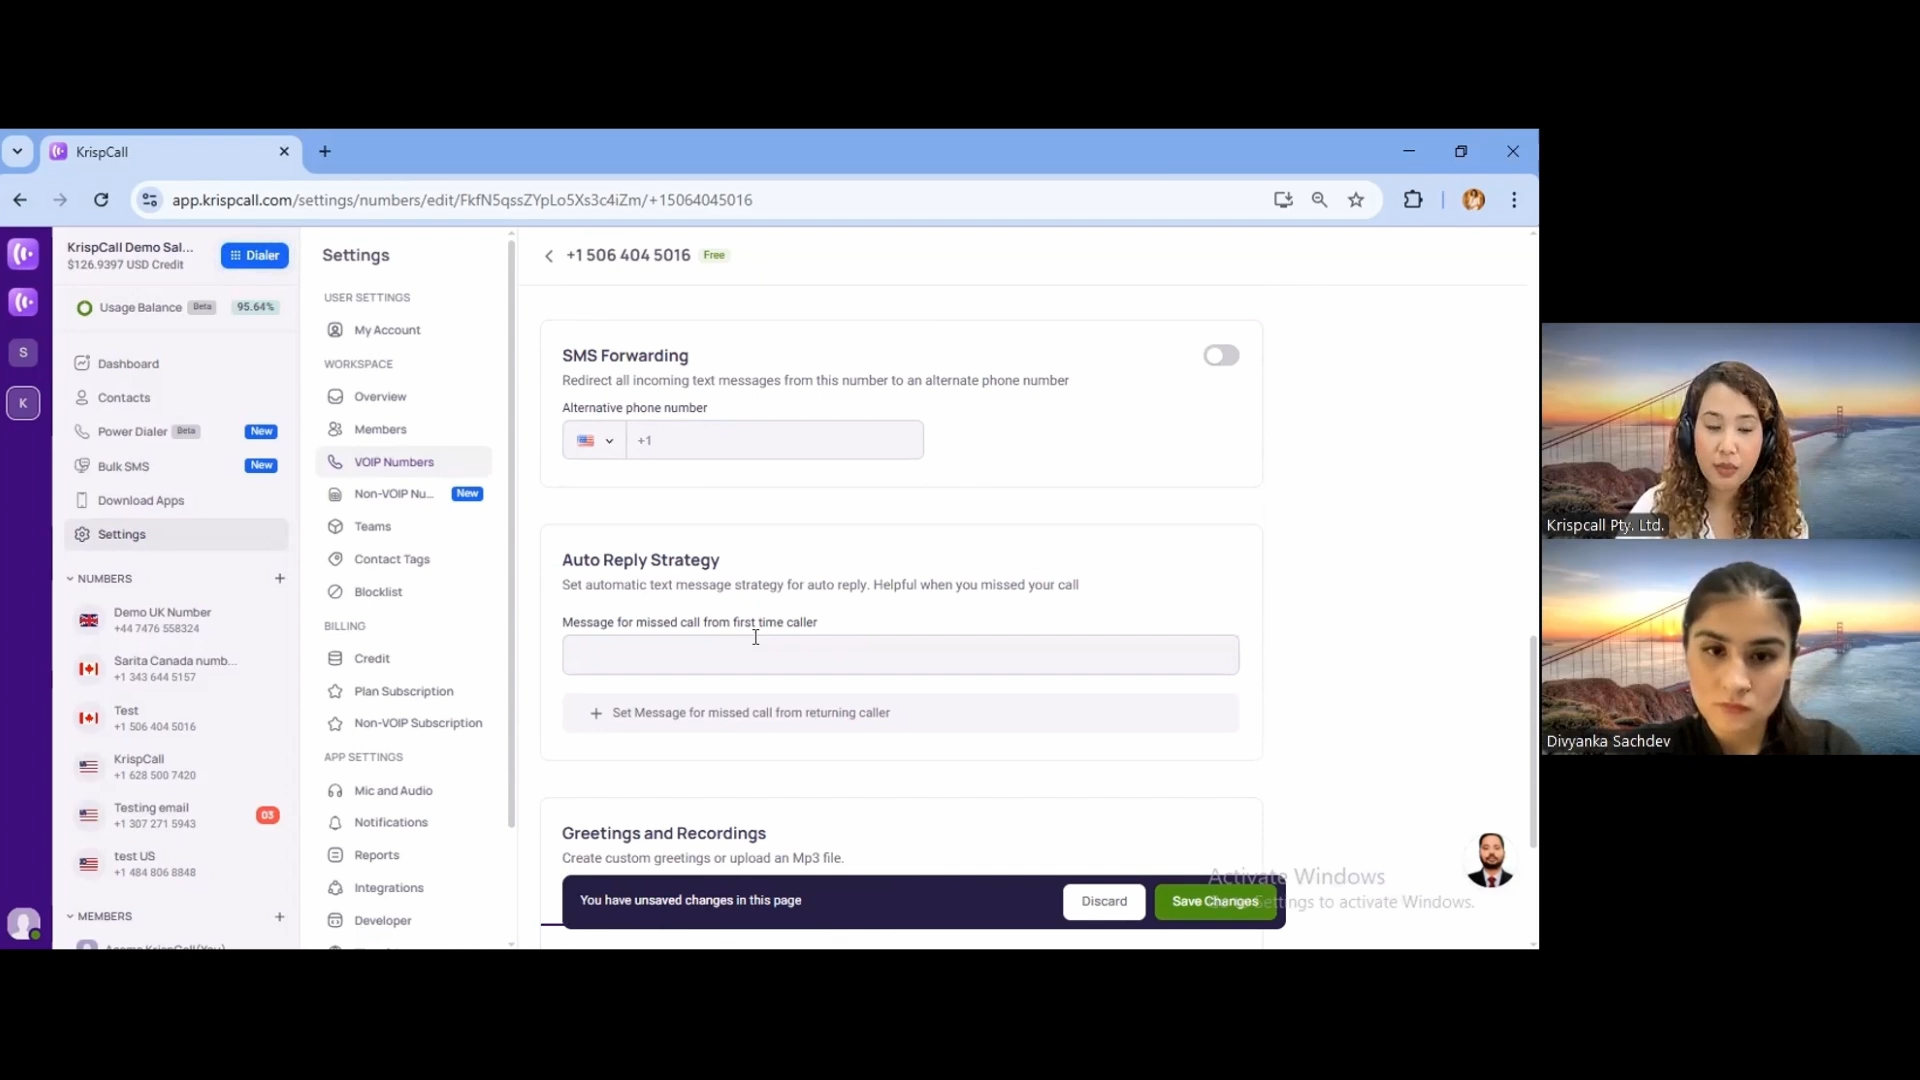 KrispCall
app.krispcall.com/settings/numbers/edit/FkfN5qssZYpLo5Xs3c4iZm/+15064045016
KrispCall Demo Sal...
$126.9397 USD Credit
Dialer
Usage Balance Beta 95.64%
Dashboard
Contacts
Power Dialer Beta New
Bulk SMS New
Download Apps
Settings
S
K
NUMBERS
Demo UK Number
+44 7476 558324
Sarita Canada numb...
+1 343 644 5157
Test
+1 506 404 5016
KrispCall
+1 628 500 7420
Testing email
+1 307 271 5943
03
test US
+1 484 806 8848
MEMBERS
Settings
USER SETTINGS
My Account
WORKSPACE
Overview
Members
VOIP Numbers
Non-VOIP Nu... New
Teams
Contact Tags
Blocklist
BILLING
Credit
Plan Subscription
Non-VOIP Subscription
APP SETTINGS
Mic and Audio
Notifications
Reports
Integrations
Developer
+1 506 404 5016 Free
SMS Forwarding
Redirect all incoming text messages from this number to an alternate phone number
Alternative phone number
+1
Auto Reply Strategy
Set automatic text message strategy for auto reply. Helpful when you missed your call
Message for missed call from first time caller
Set Message for missed call from returning caller
Greetings and Recordings
Create custom greetings or upload an Mp3 file.
You have unsaved changes in this page
Discard
Save Changes
Activate Windows
Settings to activate Windows.
Krispcall Pty. Ltd.
Divyanka Sachdev